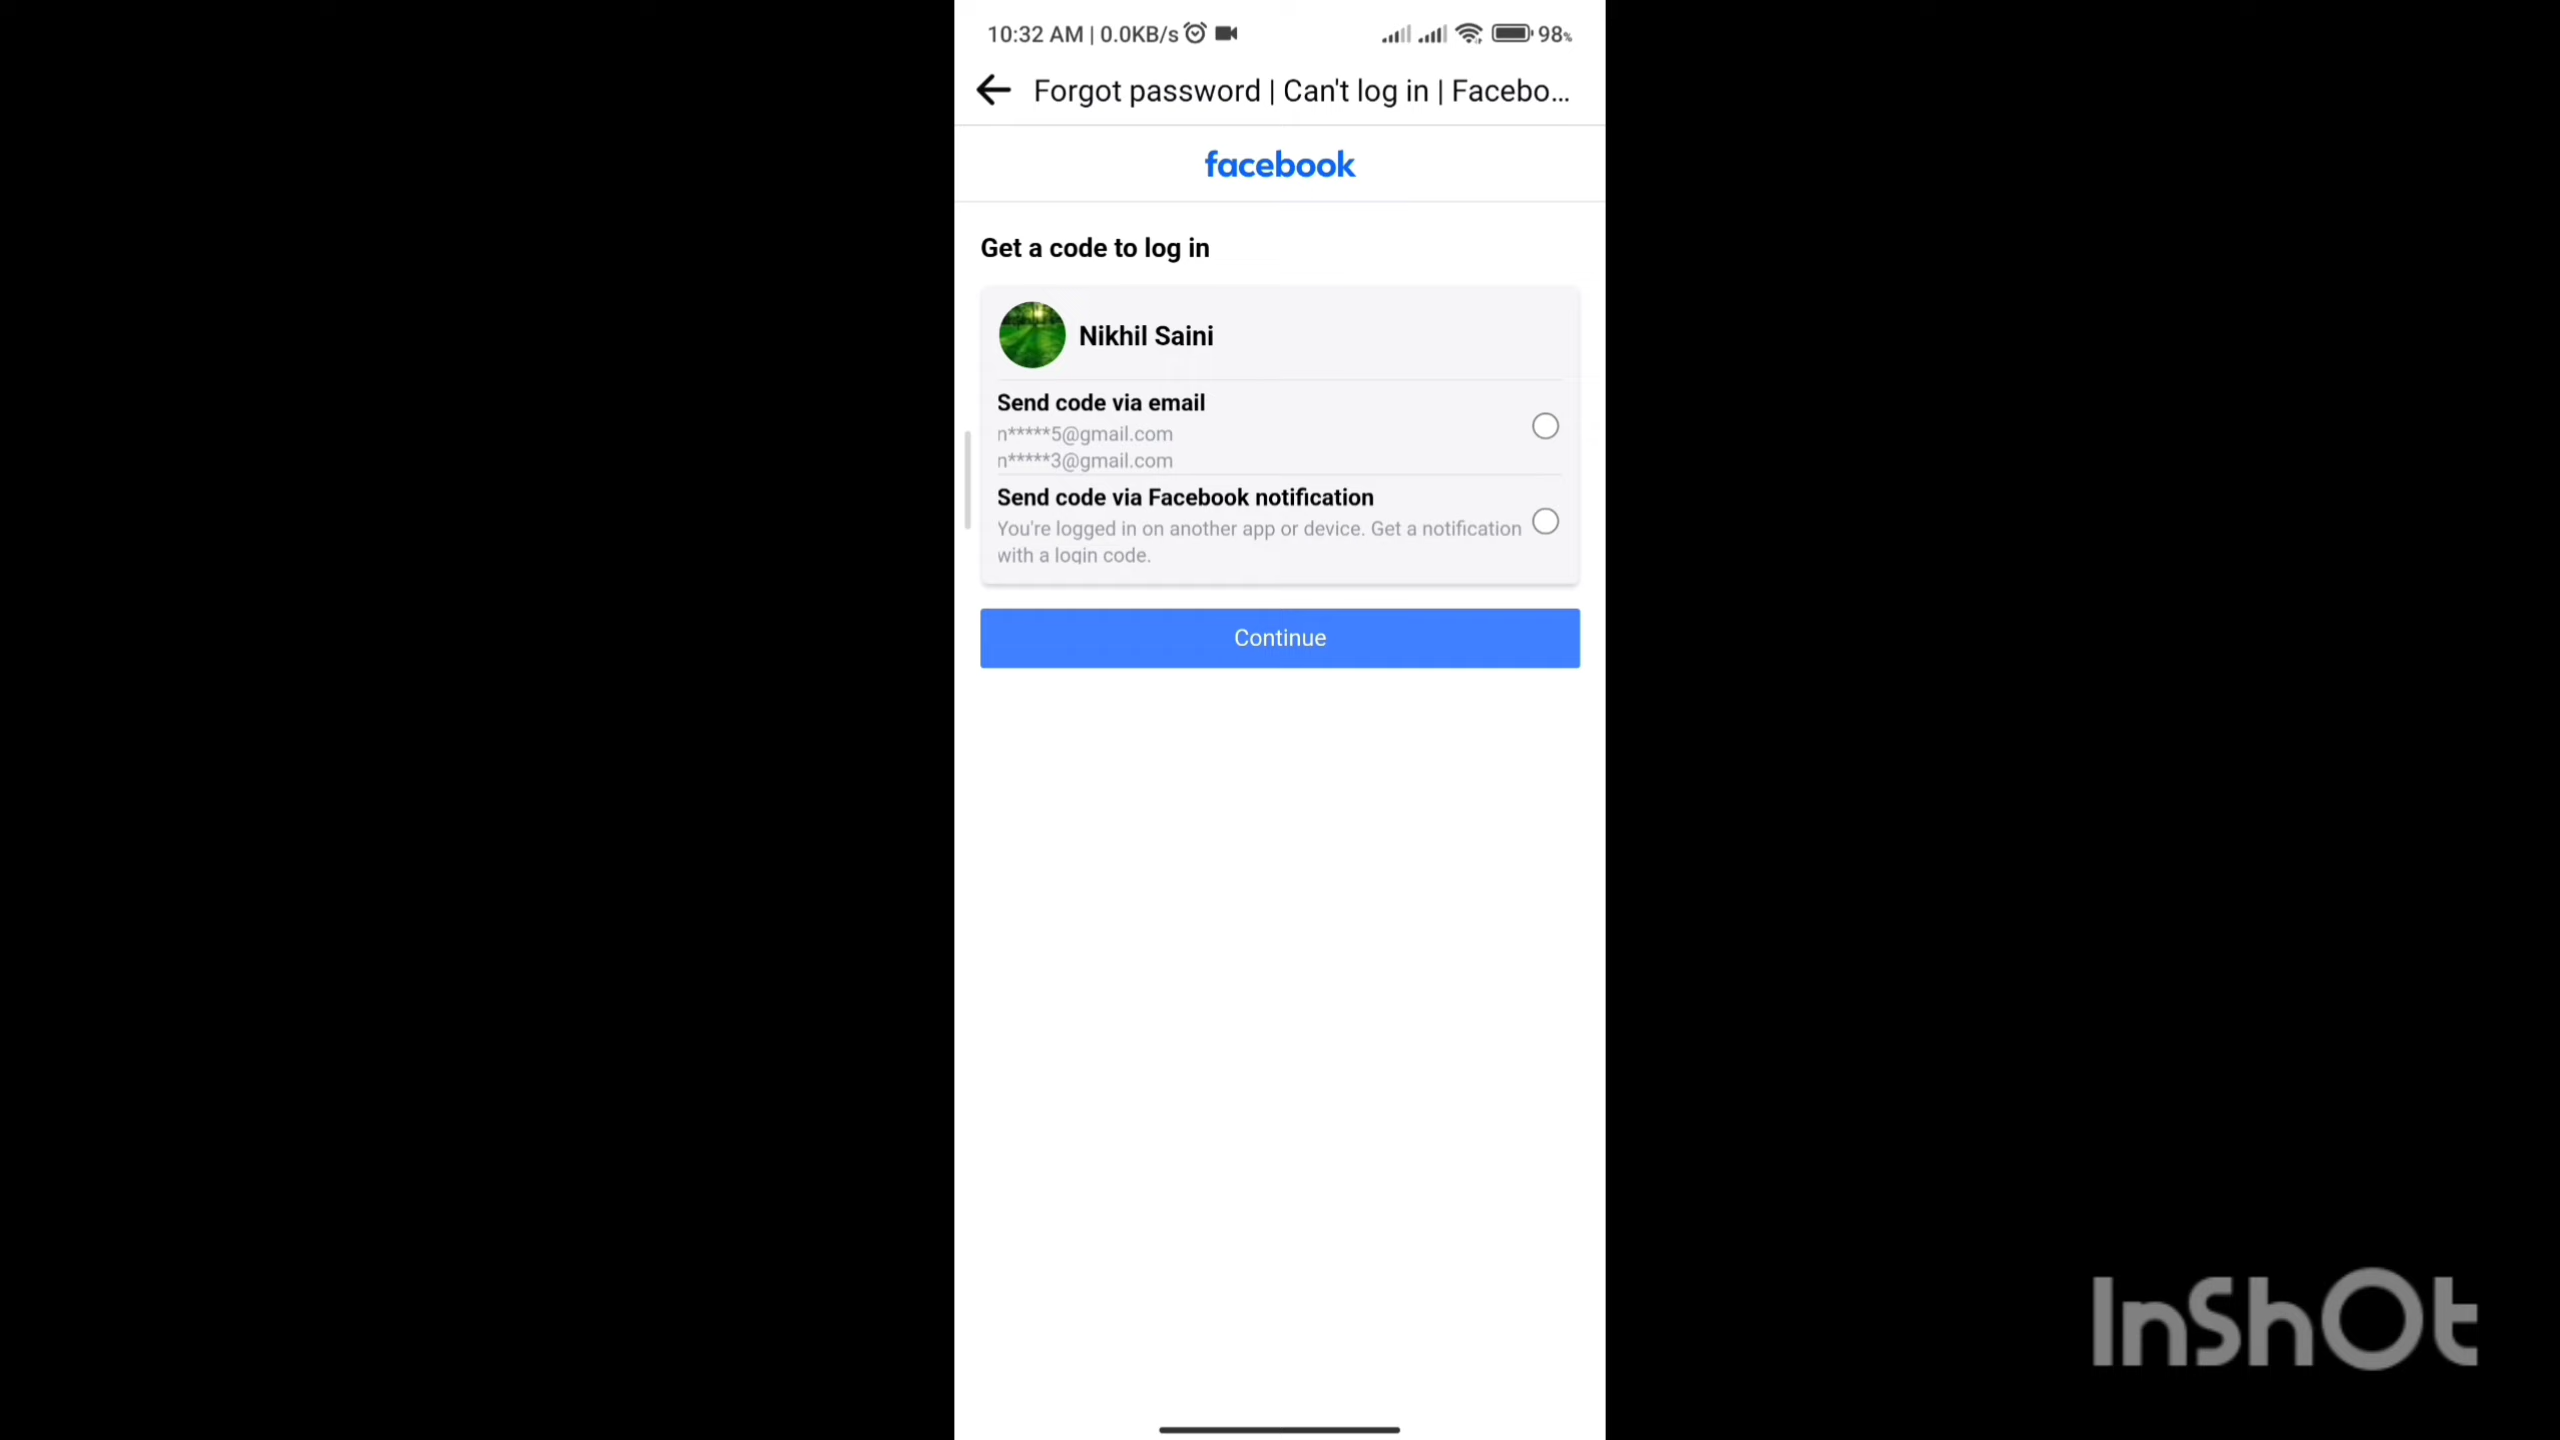 10:32 AM | 0.0KB/s 98%
Forgot password | Can't log in | Facebo...
facebook
Get a code to log in
Nikhil Saini
Send code via email
n*****5@gmail.com
n*****3@gmail.com
Send code via Facebook notification
You're logged in on another app or device. Get a notification
with a login code.
Continue
InShOt